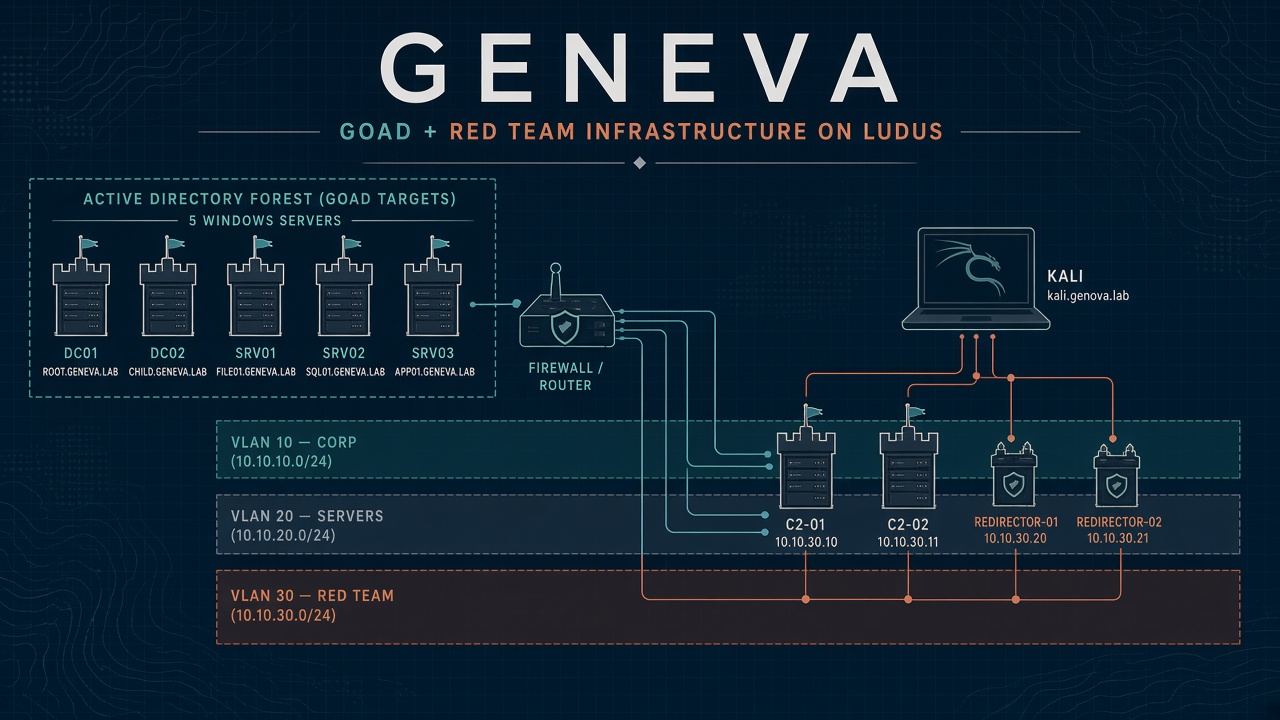 GENEVA
GOAD + RED TEAM INFRASTRUCTURE ON LUDUS
ACTIVE DIRECTORY FOREST (GOAD TARGETS)
5 WINDOWS SERVERS
DC01
ROOT.GENEVA.LAB
DC02
CHILD.GENEVA.LAB
SRV01
FILE01.GENEVA.LAB
SRV02
SQL01.GENEVA.LAB
SRV03
APP01.GENEVA.LAB
FIREWALL /
ROUTER
KALI
kali.genova.lab
VLAN 10 — CORP
(10.10.10.0/24)
VLAN 20 — SERVERS
(10.10.20.0/24)
C2-01
10.10.30.10
C2-02
10.10.30.11
REDIRECTOR-01
10.10.30.20
REDIRECTOR-02
10.10.30.21
VLAN 30 — RED TEAM
(10.10.30.0/24)